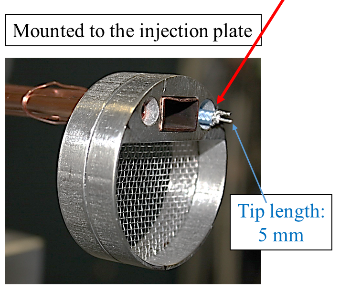 Mounted to the injection plate
Tip length:
5 mm